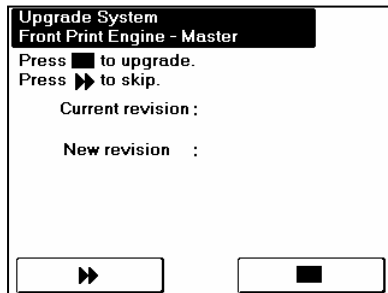 Upgrade System
Front Print Engine - Master
Press ■ to upgrade.
Press ▶▶ to skip.
Current revision :
New revision :